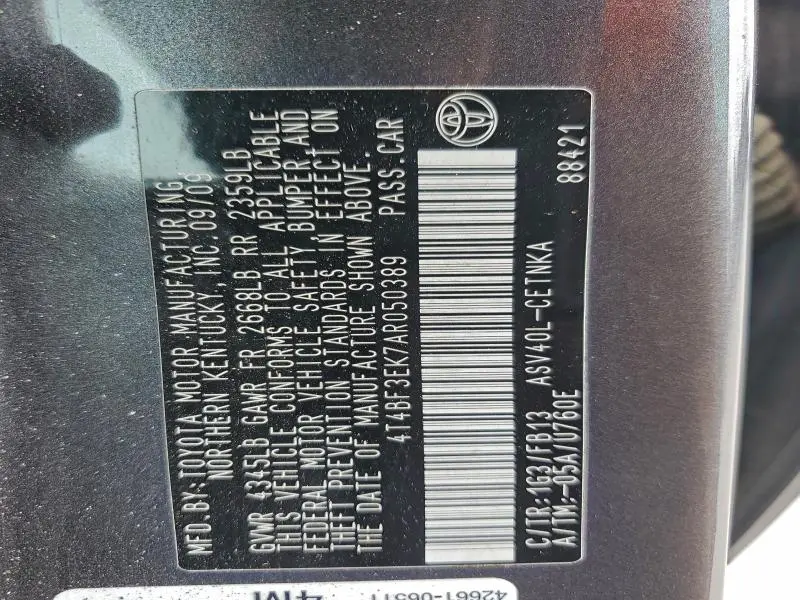 MFD. BY: TOYOTA MOTOR MANUFACTURING,
NORTHERN KENTUCKY, INC. 09/09
GVWR 4345LB GAWR FR 2668LB RR 2359LB
THIS VEHICLE CONFORMS TO ALL APPLICABLE
FEDERAL MOTOR VEHICLE SAFETY, BUMPER AND
THEFT PREVENTION STANDARDS IN EFFECT ON
THE DATE OF MANUFACTURE SHOWN ABOVE.
4T4BF3EK7AR050389 PASS.CAR
C/TR:1G3/FB13 ASV40L-CETNKA
A/TM:-05A/U760E 88421
4M